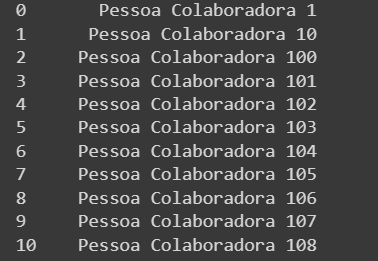 0 Pessoa Colaboradora 1
1 Pessoa Colaboradora 10
2 Pessoa Colaboradora 100
3 Pessoa Colaboradora 101
4 Pessoa Colaboradora 102
5 Pessoa Colaboradora 103
6 Pessoa Colaboradora 104
7 Pessoa Colaboradora 105
8 Pessoa Colaboradora 106
9 Pessoa Colaboradora 107
10 Pessoa Colaboradora 108